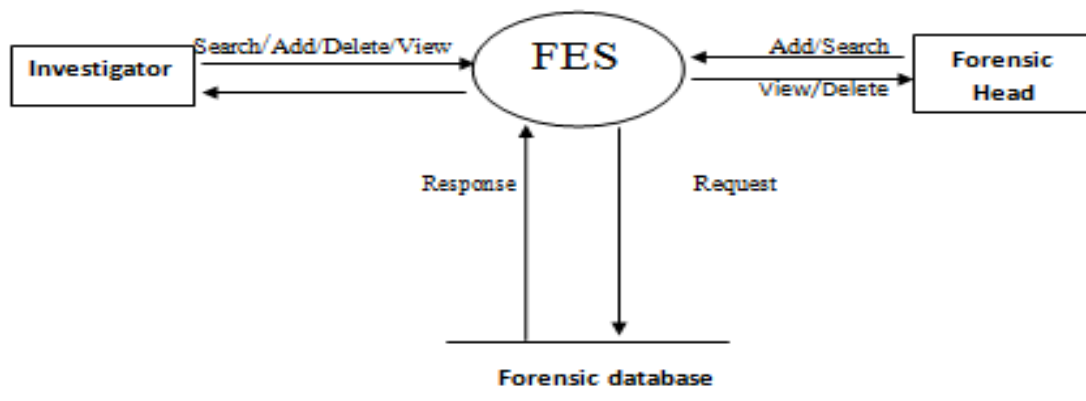 Search/Add/Delete/View
FES
Add/Search
Investigator
Forensic
Head
View/Delete
Response
Request
Forensic database